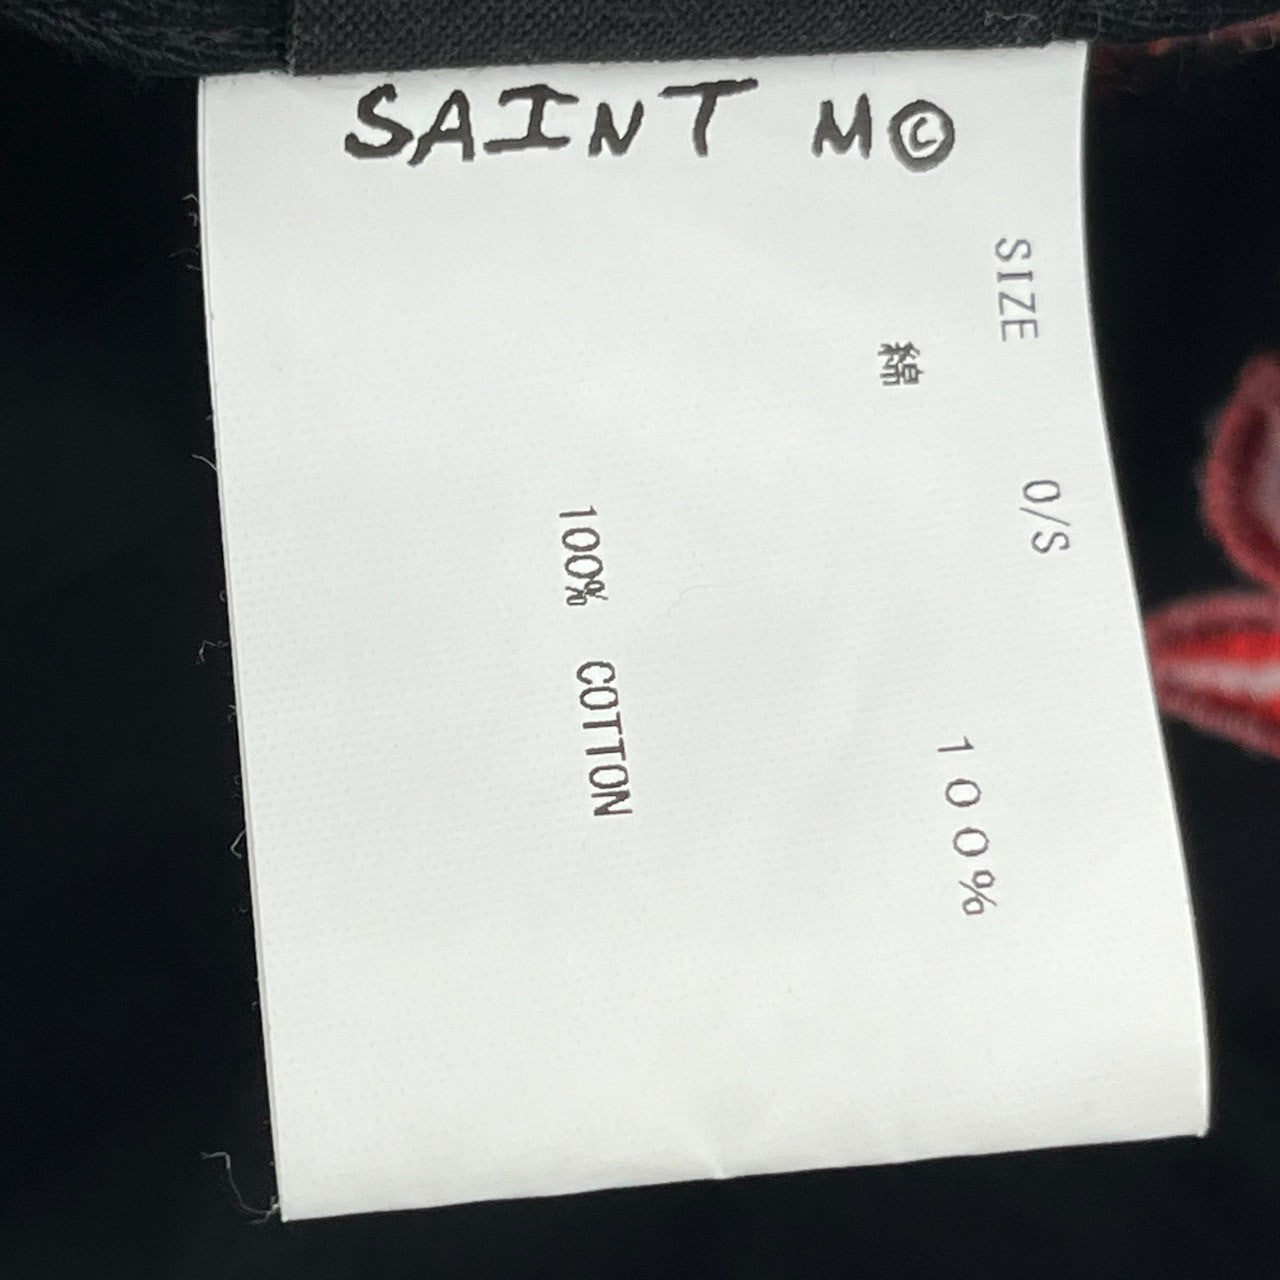 SAINT M©
SIZE O/S
綿 100%
100% COTTON